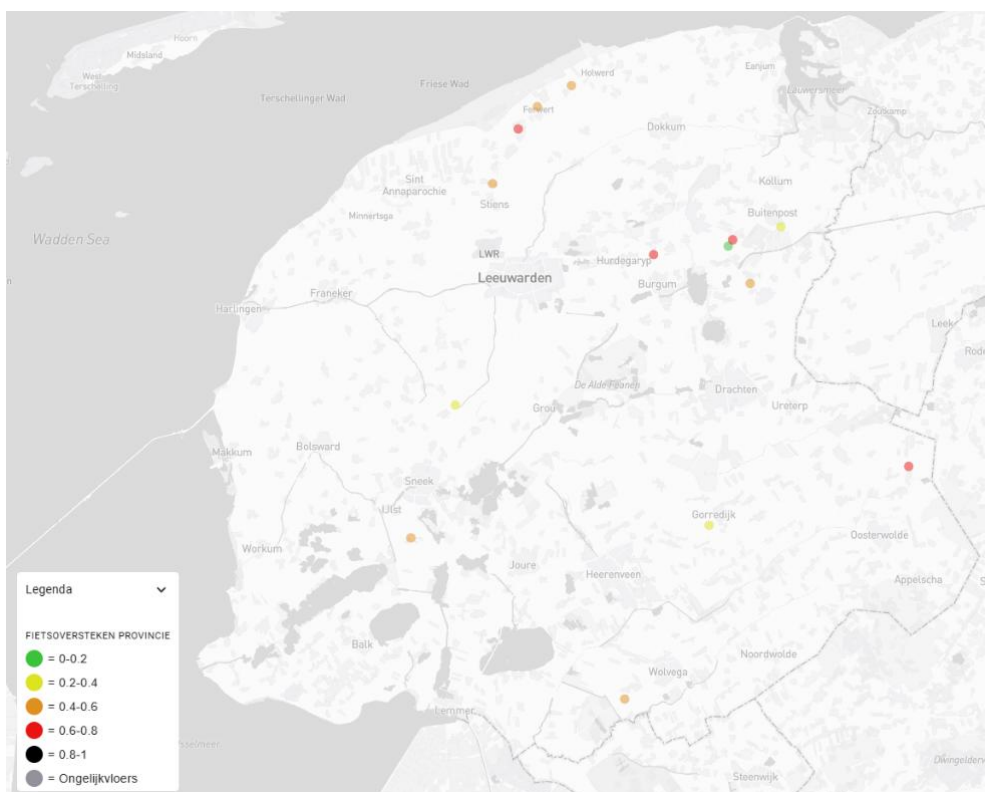 Hoorn
Midsland
West-
Terschelling
Terschellinger Wad
Friese Wad
Holwerd
Ferwert
Eanjum
Lauwersmeer
Zoutkamp
Dokkum
Sint
Annaparochie
Stiens
Minnertsga
Kollum
Buitenpost
Wadden Sea
LWR
Leeuwarden
Hurdegaryp
Burgum
Franeker
Harlingen
Leek
De Alde Feanen
Drachten
Grou
Ureterp
Makkum
Bolsward
Sneek
IJlst
Gorredijk
Oosterwolde
Workum
Joure
Heerenveen
Appelscha
Balk
Noordwolde
Wolvega
Lemmer
Steenwijk
Legenda
FIETSOVERSTEKEN PROVINCIE
= 0-0.2
= 0.2-0.4
= 0.4-0.6
= 0.6-0.8
= 0.8-1
= Ongelijkvloers